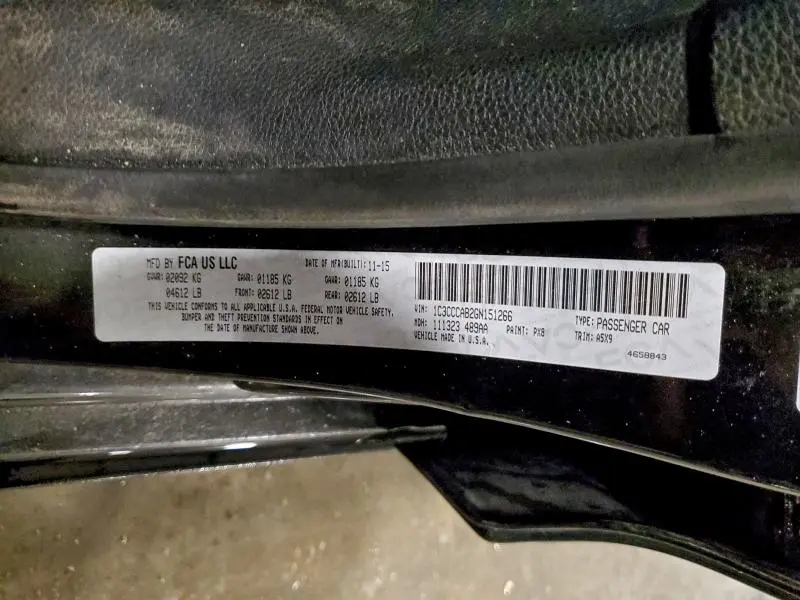 MFD BY FCA US LLC DATE OF MFR(BUILT): 11-15
GVWR: 02092 KG GAWR: 01185 KG GAWR: 01185 KG
04612 LB FRONT: 02612 LB REAR: 02612 LB
THIS VEHICLE CONFORMS TO ALL APPLICABLE U.S.A. FEDERAL MOTOR VEHICLE SAFETY,
BUMPER AND THEFT PREVENTION STANDARDS IN EFFECT ON
THE DATE OF MANUFACTURE SHOWN ABOVE.
VIN: 1C3CCCAB2GN151266 TYPE: PASSENGER CAR
MDH: 111323 489AA PAINT: PX8 TRIM: A5X9
VEHICLE MADE IN U.S.A.
4658843